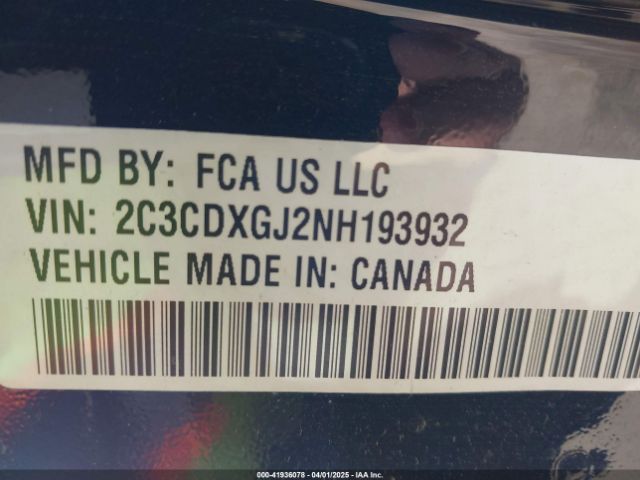 MFD BY: FCA US LLC
VIN: 2C3CDXGJ2NH193932
VEHICLE MADE IN: CANADA
000-41936078 - 04/01/2025 - IAA Inc.